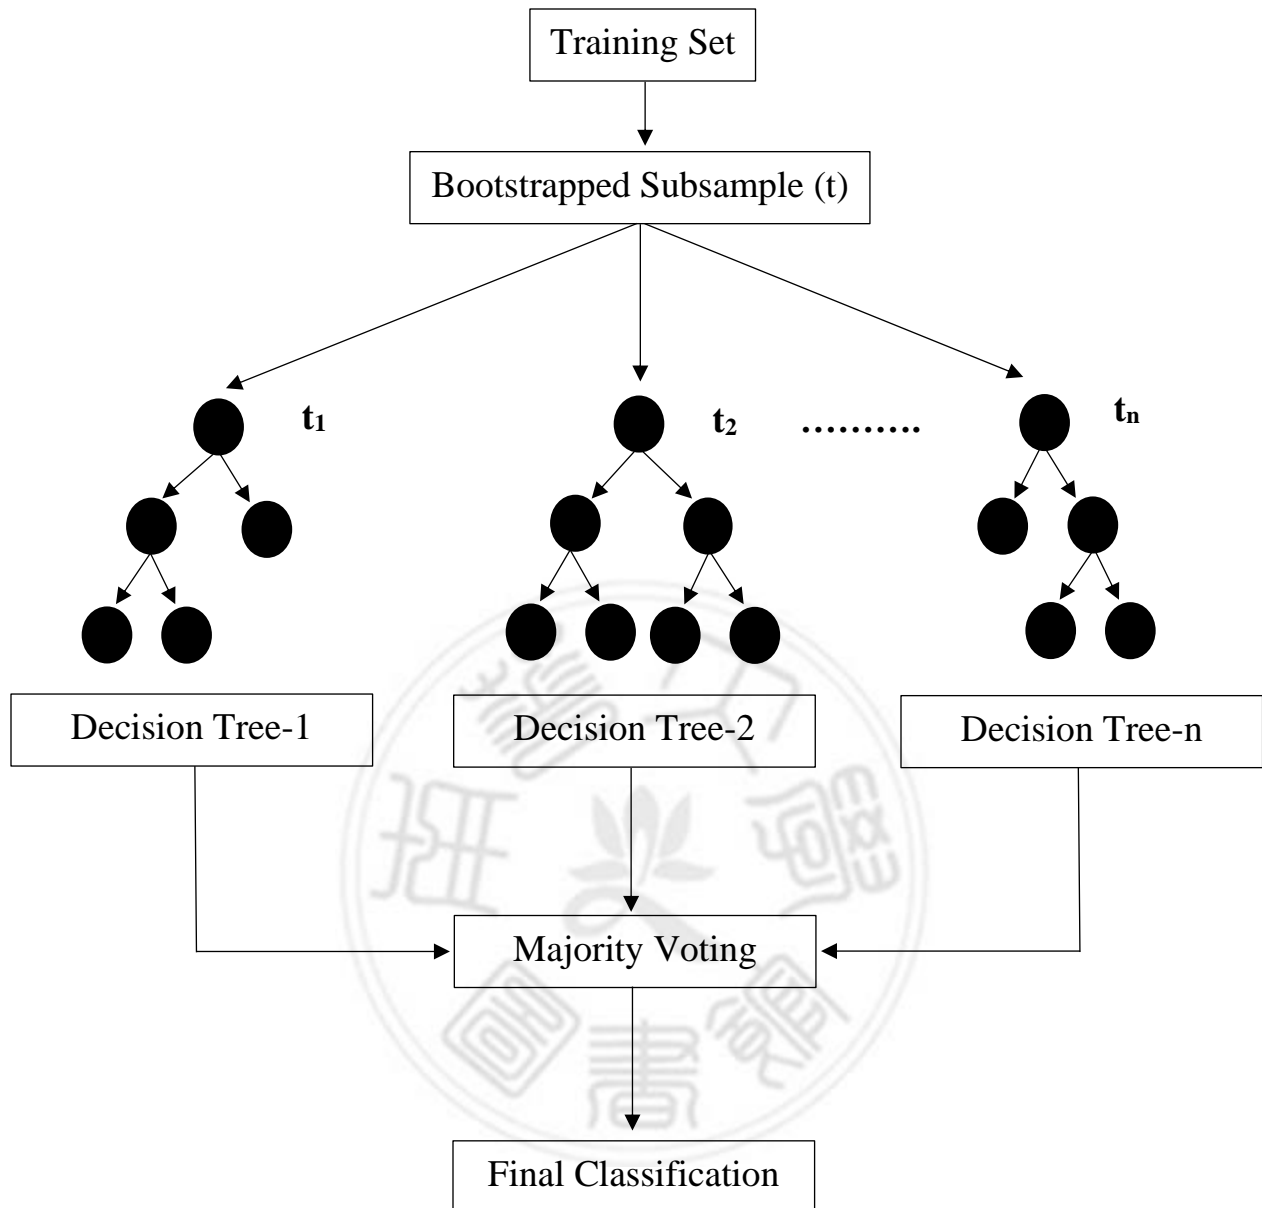 Training Set
Bootstrapped Subsample (t)
t₁
t₂
..........
tₙ
Decision Tree-1
Decision Tree-2
Decision Tree-n
Majority Voting
Final Classification